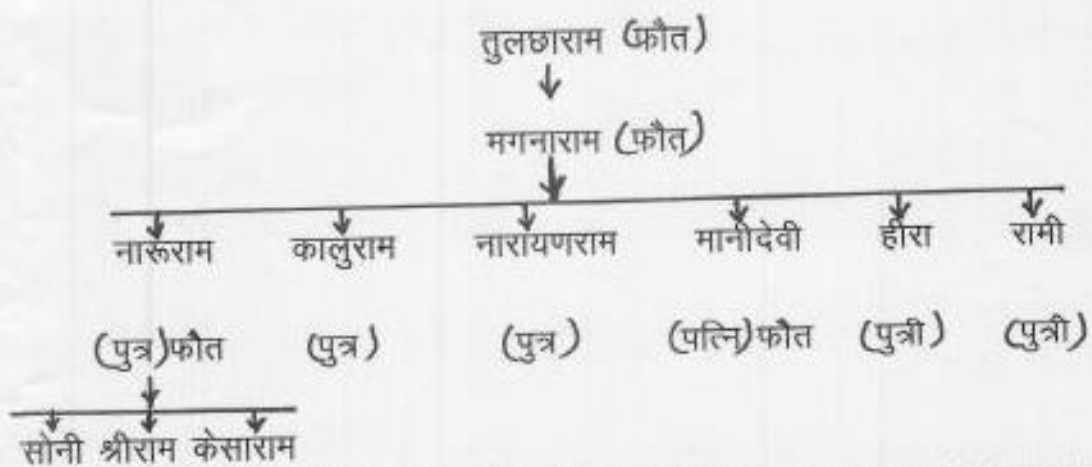 तुलछाराम (फौत)
मगनाराम (फौत)
नारूराम कालुराम नारायणराम मानीदेवी हीरा रामी
(पुत्र)फौत (पुत्र) (पुत्र) (पत्नि)फौत (पुत्री) (पुत्री)
सोनी श्रीराम केसाराम